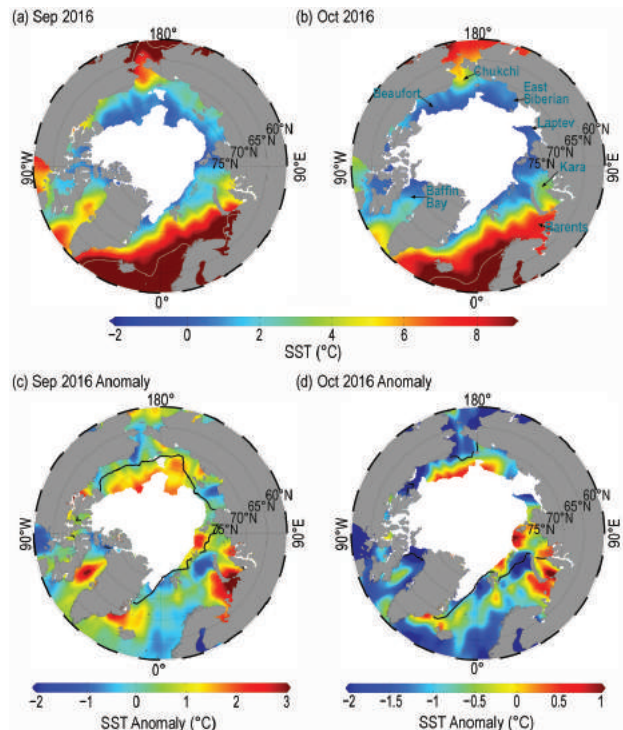 (a) Sep 2016
(b) Oct 2016
180°
180°
Chukchi
Beaufort
East
Siberian
Laptev
60°N
65°N
70°N
75°N
90°W
90°E
60°N
65°N
70°N
75°N
90°W
90°E
Kara
Baffin
Bay
Barents
0°
0°
−2 0 2 4 6 8
SST (°C)
(c) Sep 2016 Anomaly
(d) Oct 2016 Anomaly
180°
180°
60°N
65°N
70°N
75°N
90°W
90°E
60°N
65°N
70°N
75°N
90°W
90°E
0°
0°
−2 −1 0 1 2 3
SST Anomaly (°C)
−2 −1.5 −1 −0.5 0 0.5 1
SST Anomaly (°C)